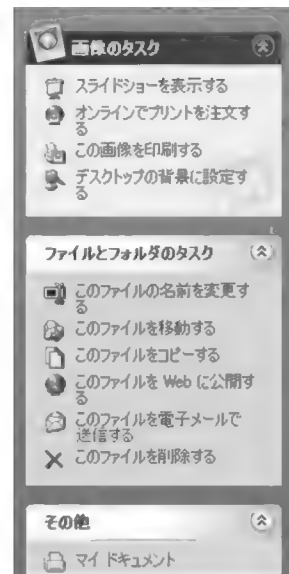 画像のタスク
スライドショーを表示する
オンラインでプリントを注文す
る
この画像を印刷する
デスクトップの背景に設定す
る
ファイルとフォルダのタスク
このファイルの名前を変更す
る
このファイルを移動する
このファイルをコピーする
このファイルを Web に公開す
る
このファイルを電子メールで
送信する
このファイルを削除する
その他
マイ ドキュメント